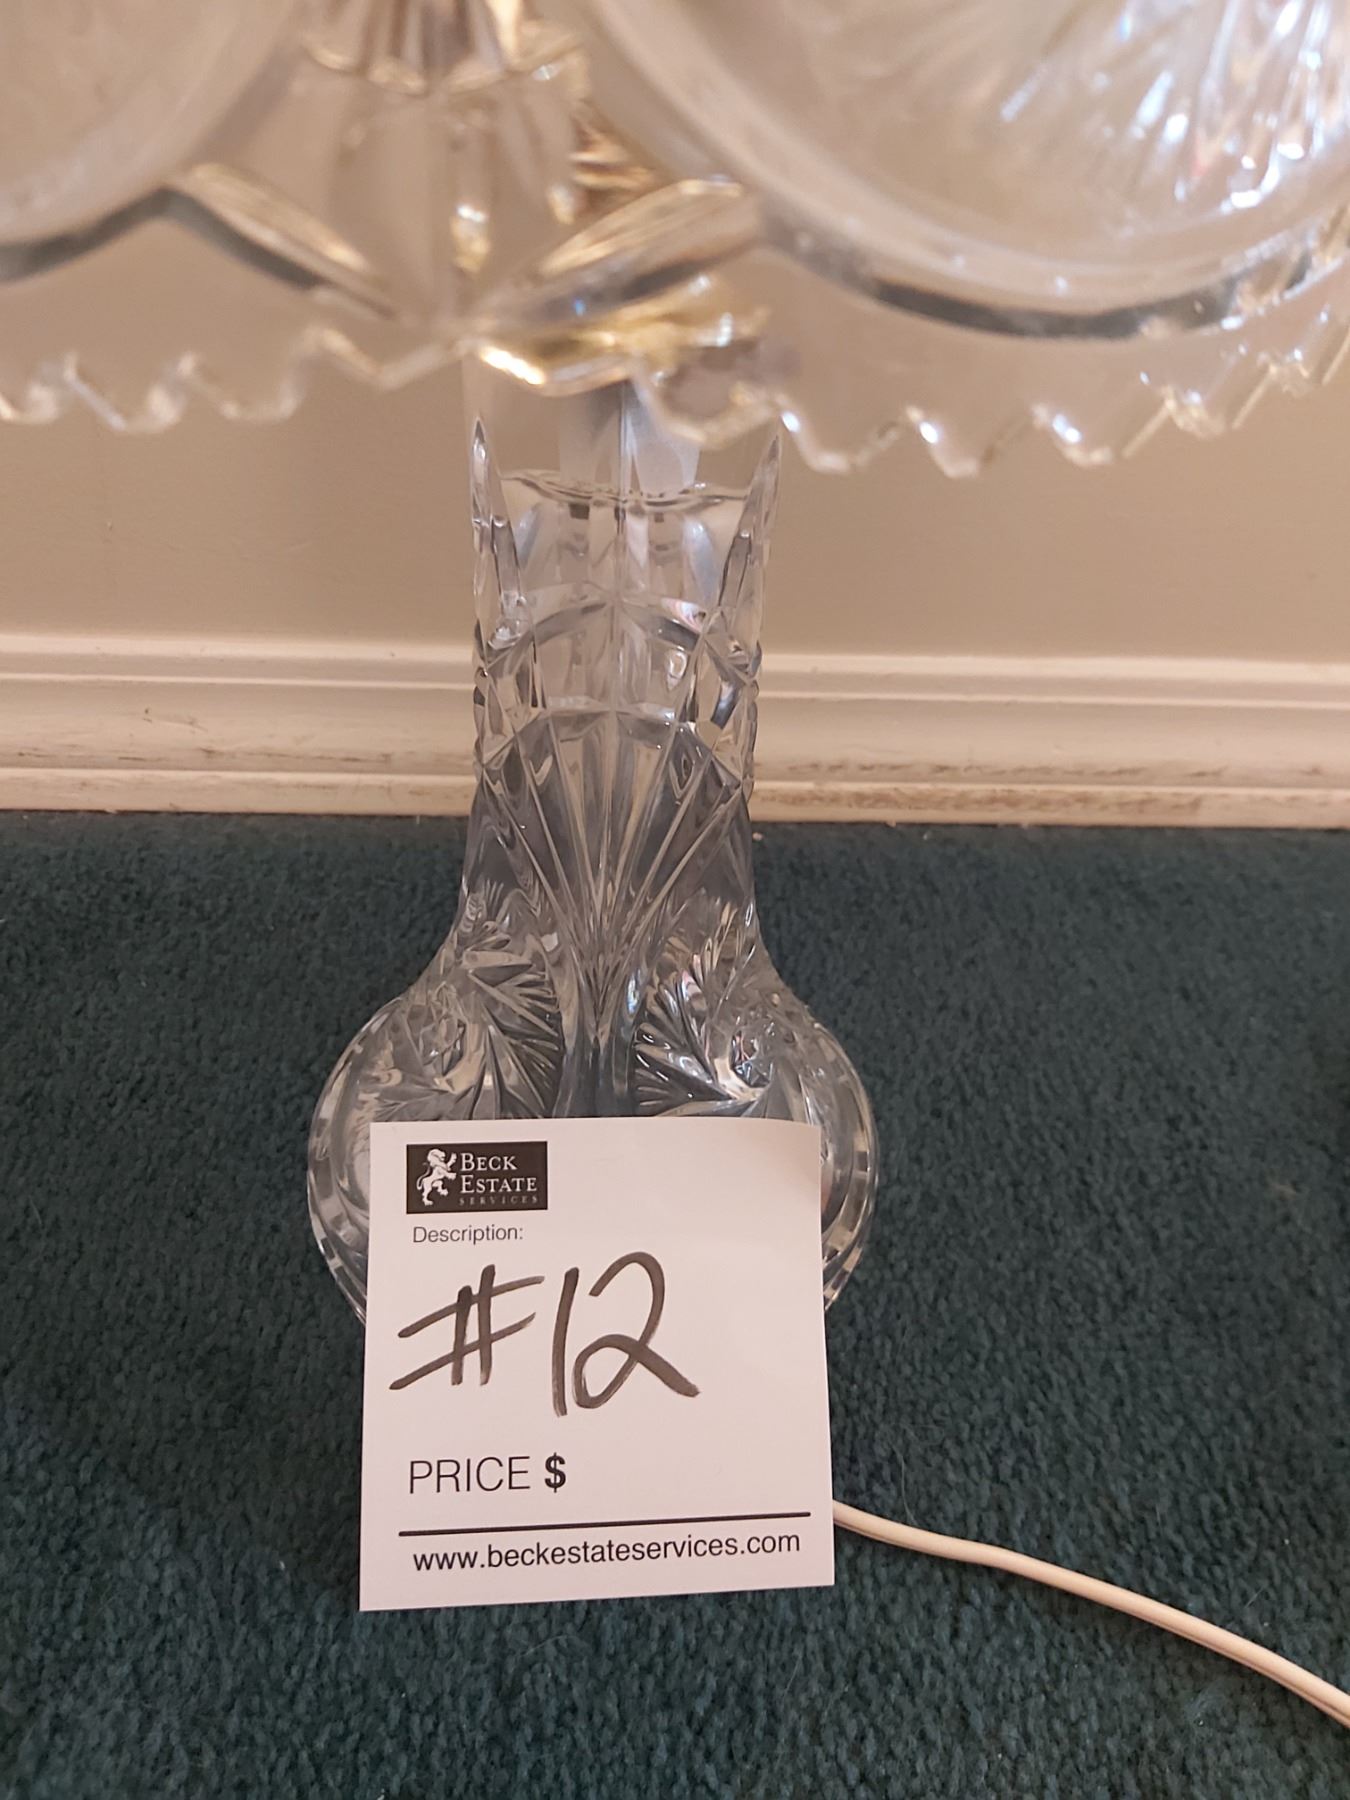 BECK
ESTATE
SERVICES
Description:
#12
PRICE $
www.beckestateservices.com